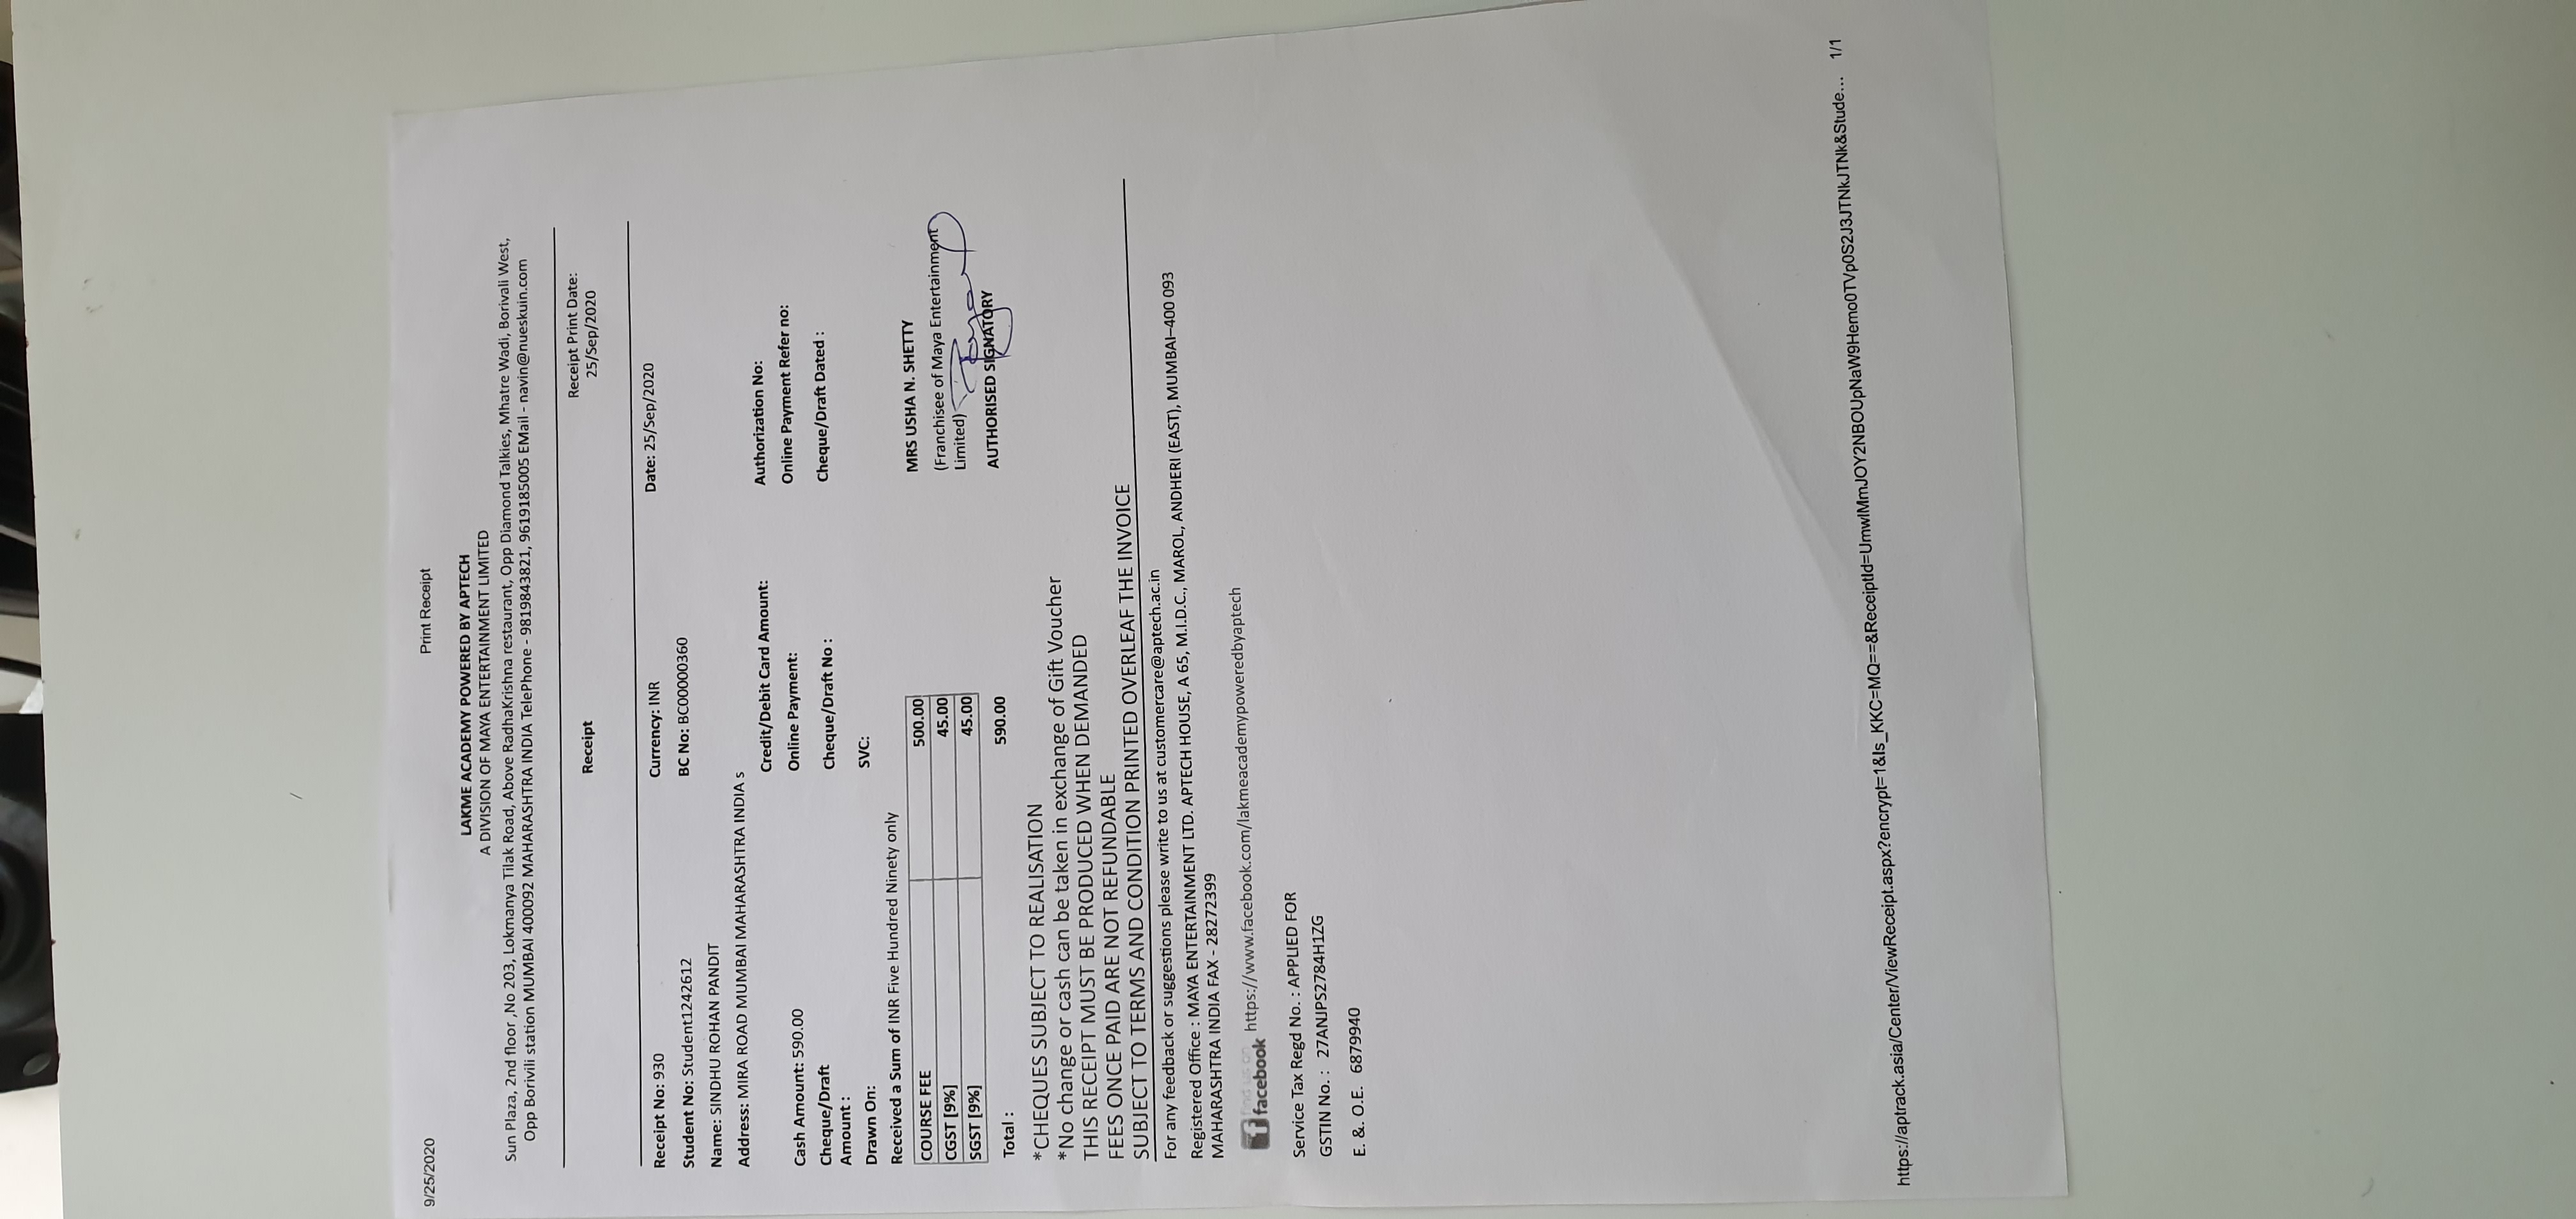 9/25/2020 Print Receipt
LAKME ACADEMY POWERED BY APTECH
A DIVISION OF MAYA ENTERTAINMENT LIMITED
Sun Plaza, 2nd floor ,No 203, Lokmanya Tilak Road, Above RadhaKrishna restaurant, Opp Diamond Talkies, Mhatre Wadi, Borivali West,
Opp Borivili station MUMBAI 400092 MAHARASHTRA INDIA TelePhone - 9819843821, 9619185005 EMail - navin@nueskuin.com
Receipt Receipt Print Date:
25/Sep/2020
Receipt No: 930 Currency: INR Date: 25/Sep/2020
Student No: Student1242612 BC No: BC00000360
Name: SINDHU ROHAN PANDIT
Address: MIRA ROAD MUMBAI MAHARASHTRA INDIA s
Credit/Debit Card Amount: Authorization No:
Cash Amount: 590.00 Online Payment: Online Payment Refer no:
Cheque/Draft
Amount : Cheque/Draft No : Cheque/Draft Dated :
Drawn On: SVC:
Received a Sum of INR Five Hundred Ninety only
COURSE FEE 500.00
CGST [9%] 45.00
SGST [9%] 45.00
Total : 590.00
MRS USHA N. SHETTY
(Franchisee of Maya Entertainment
Limited)
AUTHORISED SIGNATORY
*CHEQUES SUBJECT TO REALISATION
*No change or cash can be taken in exchange of Gift Voucher
THIS RECEIPT MUST BE PRODUCED WHEN DEMANDED
FEES ONCE PAID ARE NOT REFUNDABLE
SUBJECT TO TERMS AND CONDITION PRINTED OVERLEAF THE INVOICE
For any feedback or suggestions please write to us at customercare@aptech.ac.in
Registered Office : MAYA ENTERTAINMENT LTD. APTECH HOUSE, A 65, M.I.D.C., MAROL, ANDHERI (EAST), MUMBAI–400 093
MAHARASHTRA INDIA FAX - 28272399
find us on
facebook https://www.facebook.com/lakmeacademypoweredbyaptech
Service Tax Regd No. : APPLIED FOR
GSTIN No. : 27ANJPS2784H1ZG
E. &. O.E. 6879940
https://aptrack.asia/Center/ViewReceipt.aspx?encrypt=1&Is_KKC=MQ==&ReceiptId=UmwlMmJOY2NBOUpNaW9Hemo0TVp0S2J3JTNkJTNk&Stude... 1/1